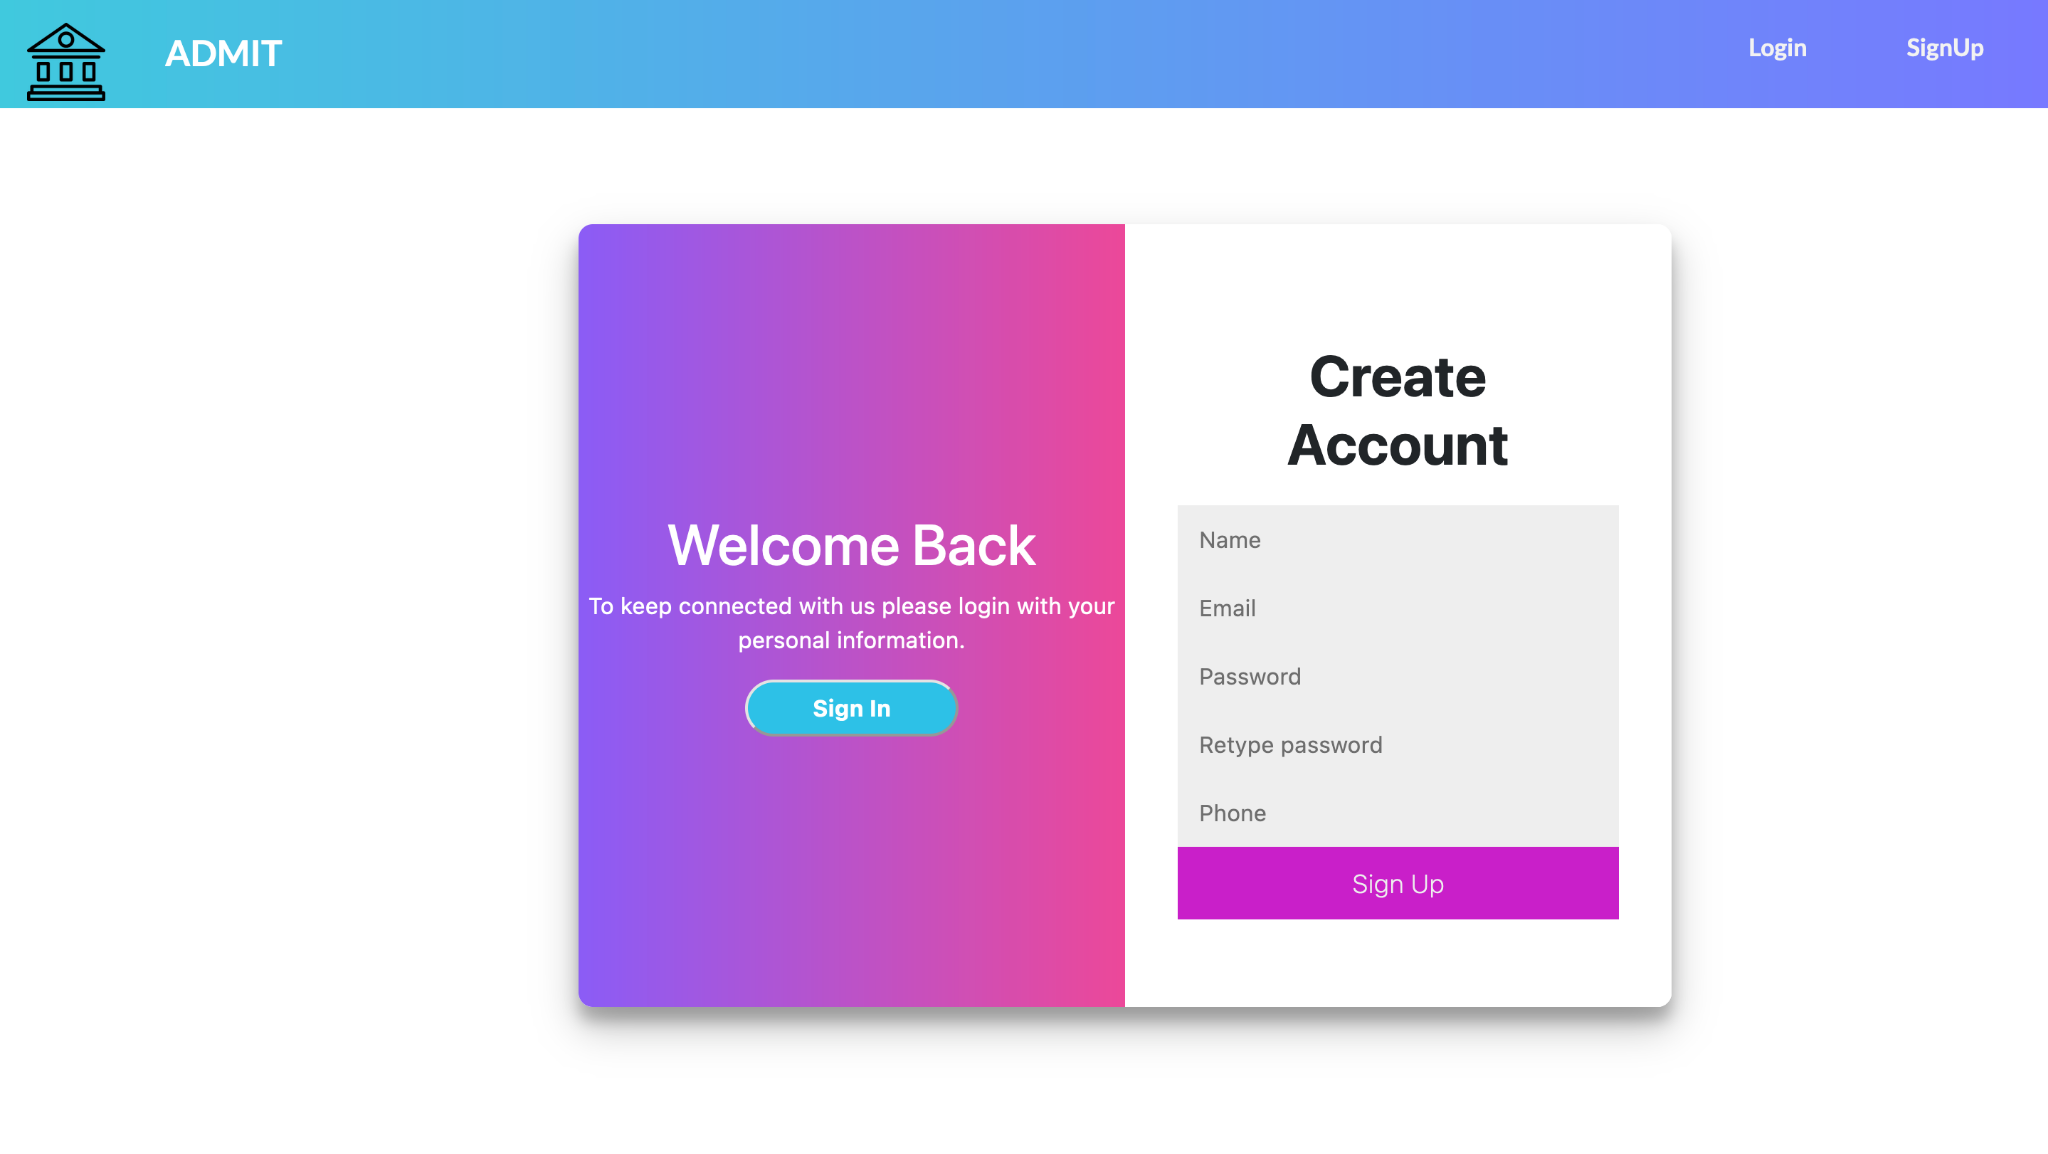 ADMIT
Login
SignUp
Welcome Back
To keep connected with us please login with your
personal information.
Sign In
Create
Account
Name
Email
Password
Retype password
Phone
Sign Up